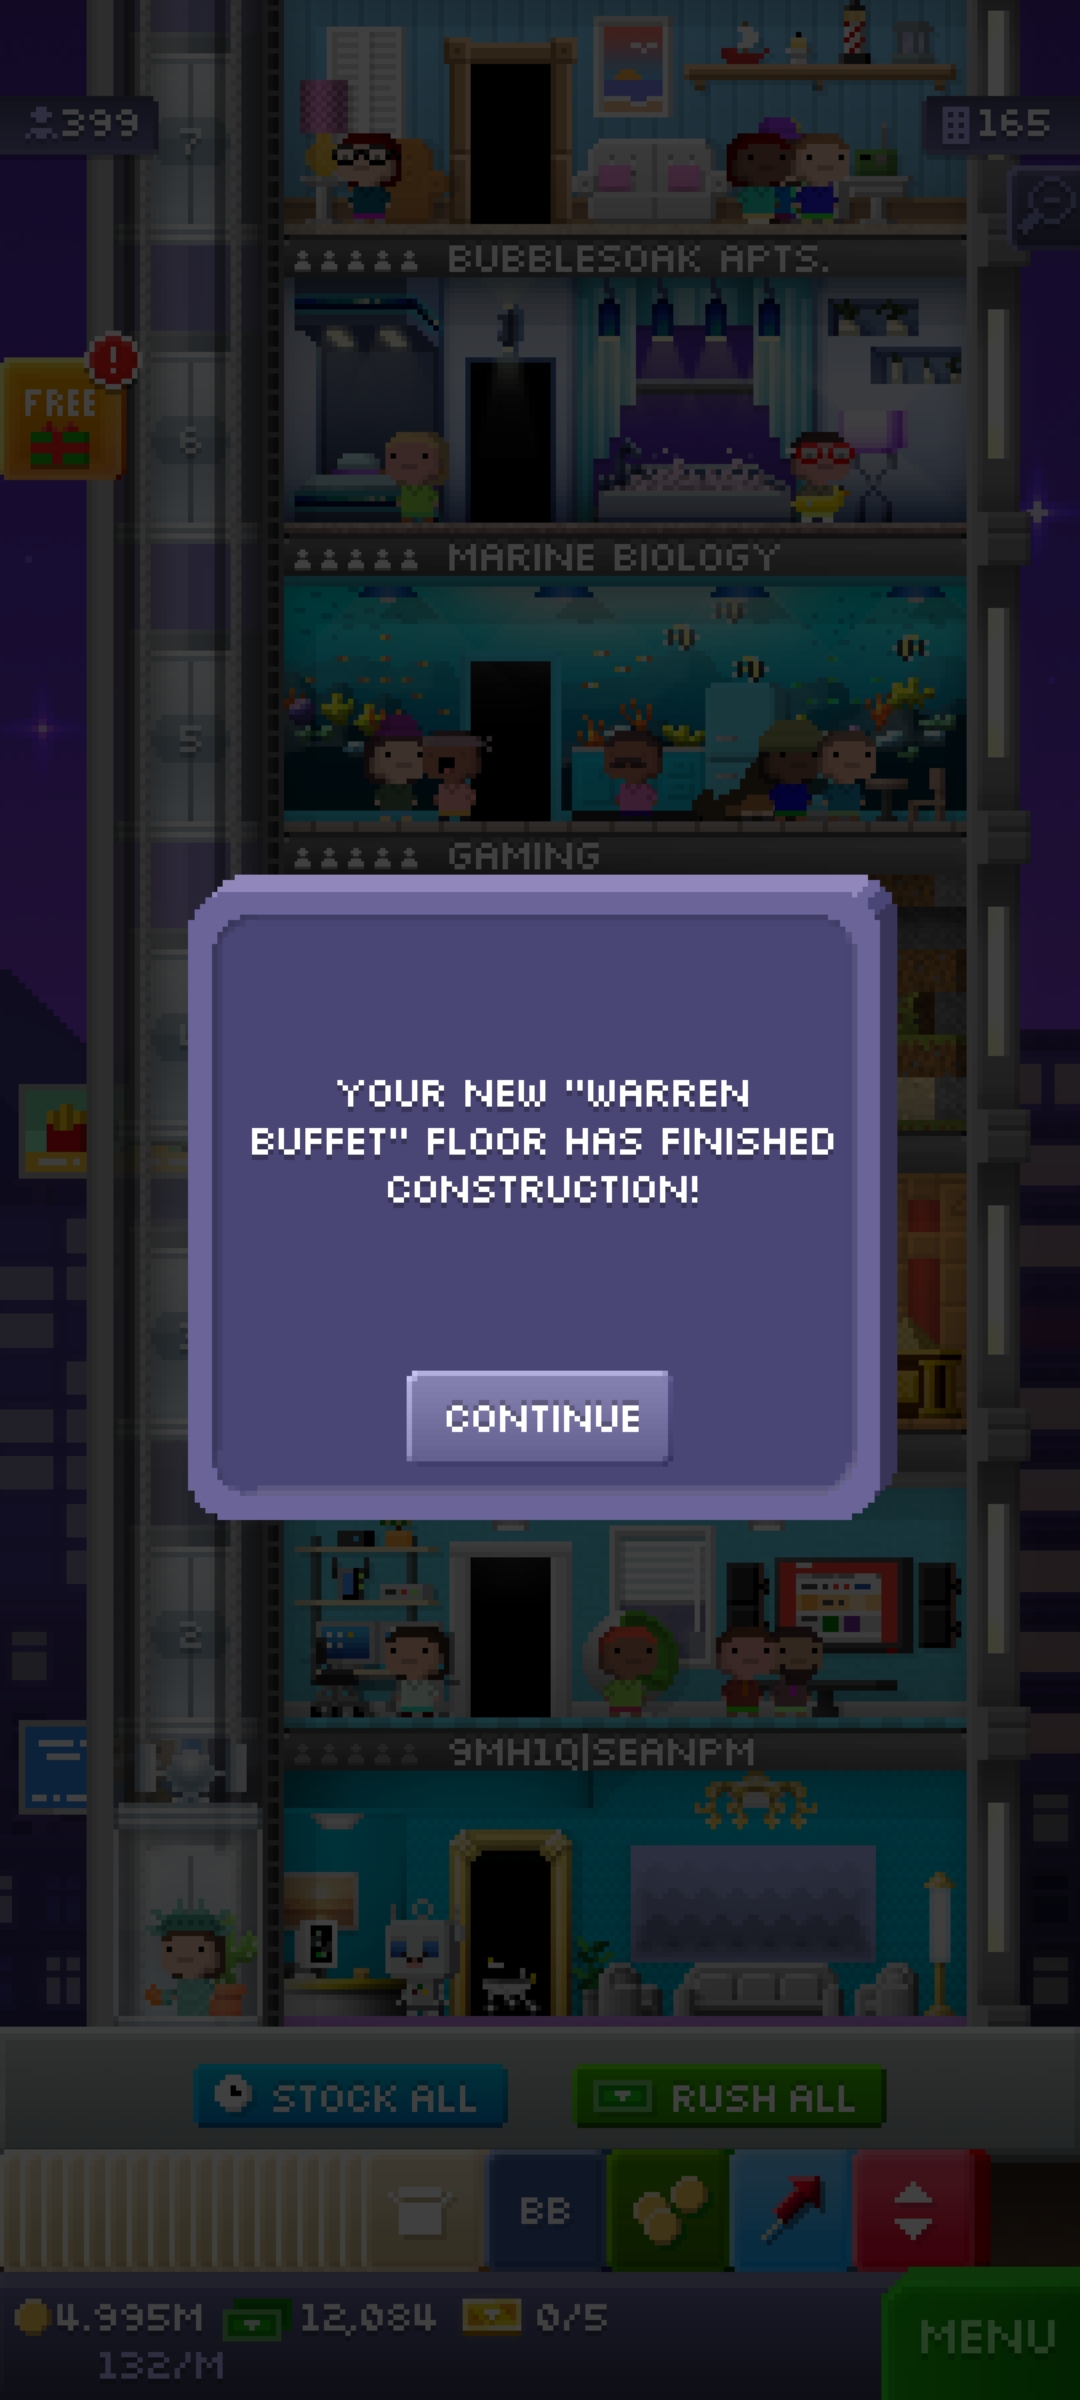 7
399
165
BUBBLESOAK APTS.
FREE
!
6
MARINE BIOLOGY
5
GAMING
YOUR NEW "WARREN
BUFFET" FLOOR HAS FINISHED
CONSTRUCTION!
CONTINUE
2
9MH1Q|SEANPM
STOCK ALL
RUSH ALL
BB
4.995M
12,084
0/5
MENU
132/M